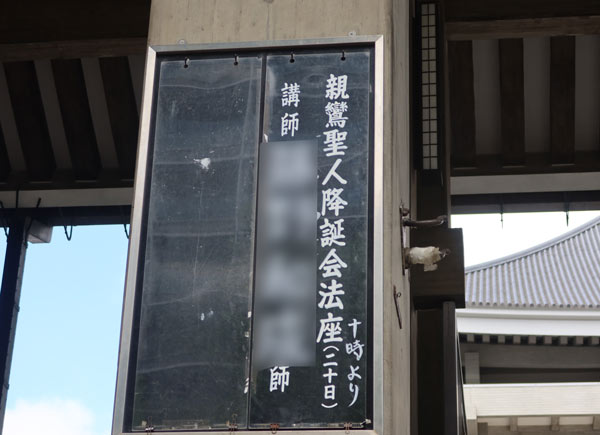 親鸞聖人降誕会法座(二十日)
十時より
講師
師